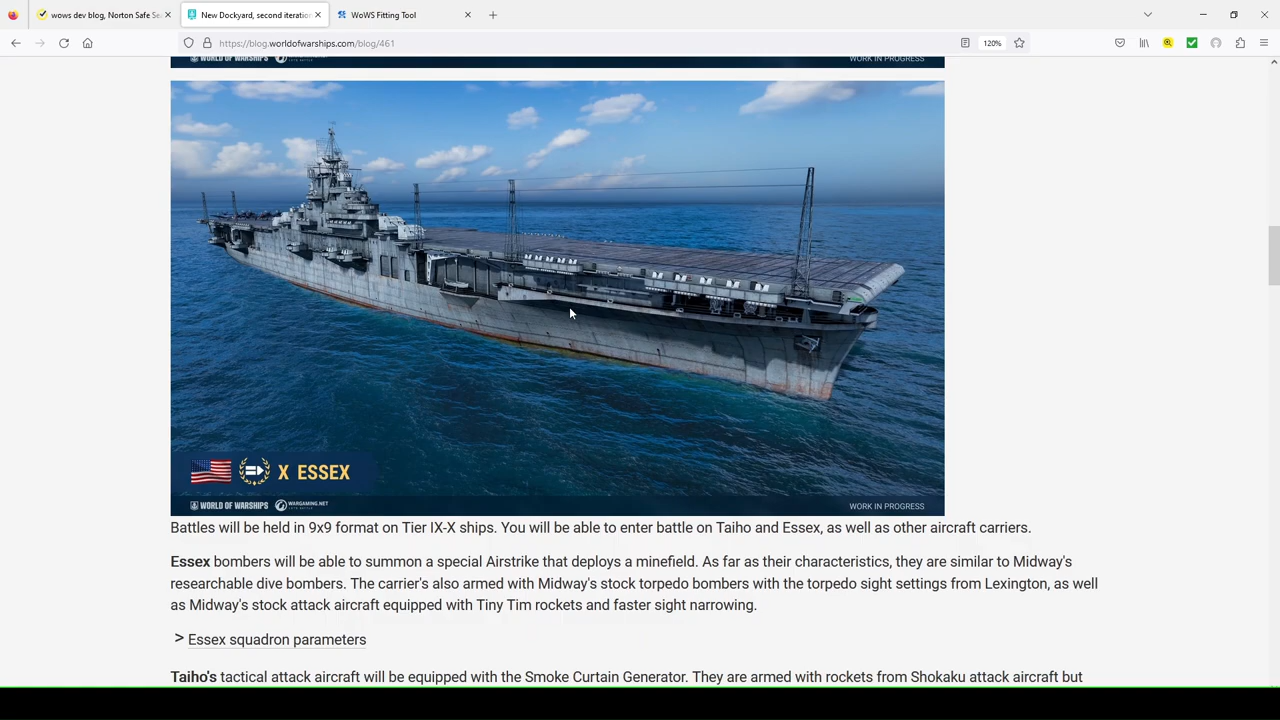 wows dev blog, Norton Safe Se
New Dockyard, second iteration
WoWS Fitting Tool
https://blog.worldofwarships.com/blog/461
120%
WORLD OF WARSHIPS
WORK IN PROGRESS
X ESSEX
WORLD OF WARSHIPS WARGAMING.NET LET'S BATTLE WORK IN PROGRESS
Battles will be held in 9x9 format on Tier IX-X ships. You will be able to enter battle on Taiho and Essex, as well as other aircraft carriers.
Essex bombers will be able to summon a special Airstrike that deploys a minefield. As far as their characteristics, they are similar to Midway's
researchable dive bombers. The carrier's also armed with Midway's stock torpedo bombers with the torpedo sight settings from Lexington, as well
as Midway's stock attack aircraft equipped with Tiny Tim rockets and faster sight narrowing.
> Essex squadron parameters
Taiho's tactical attack aircraft will be equipped with the Smoke Curtain Generator. They are armed with rockets from Shokaku attack aircraft but